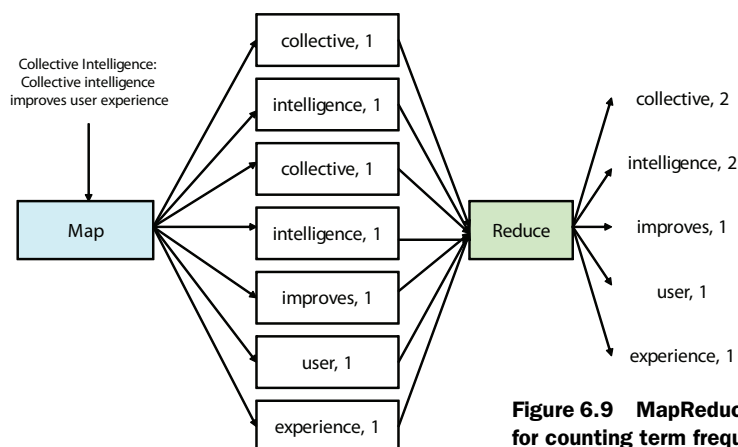 Collective Intelligence:
Collective intelligence
improves user experience
Map
collective, 1
intelligence, 1
collective, 1
intelligence, 1
improves, 1
user, 1
experience, 1
Reduce
collective, 2
intelligence, 2
improves, 1
user, 1
experience, 1
Figure 6.9
for counting term